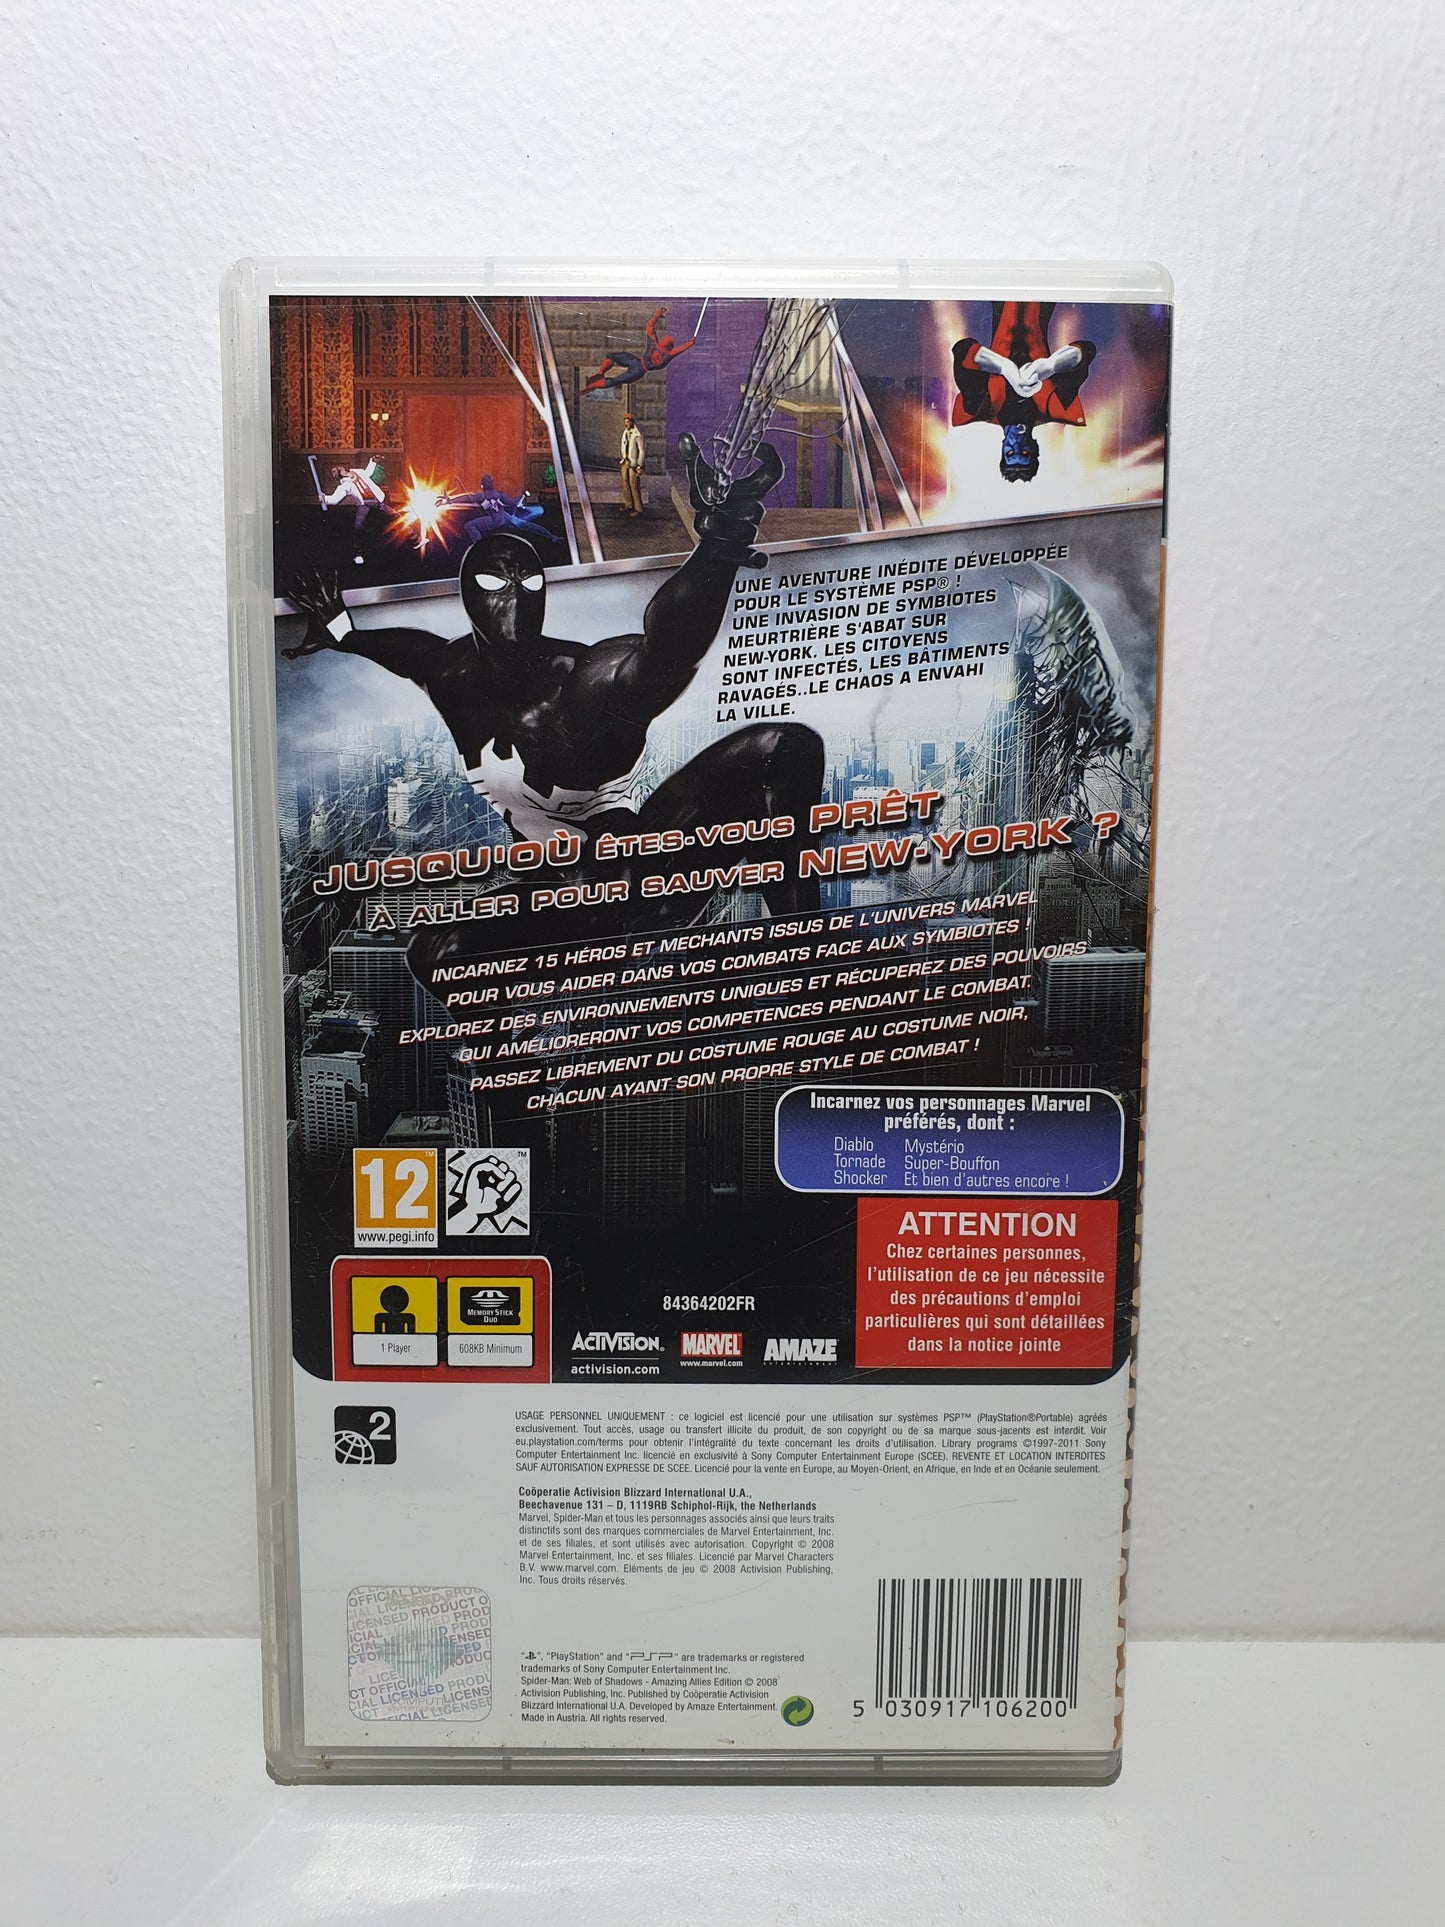 UNE AVENTURE INÉDITE DÉVELOPPÉE
POUR LE SYSTÈME PSP® !
UNE INVASION DE SYMBIOTES
MEURTRIÈRE S'ABAT SUR
NEW-YORK. LES CITOYENS
SONT INFECTÉS, LES BÂTIMENTS
RAVAGÉS..LE CHAOS A ENVAHI
LA VILLE.
JUSQU'OÙ ÊTES-VOUS PRÊT
À ALLER POUR SAUVER NEW-YORK ?
INCARNEZ 15 HÉROS ET MECHANTS ISSUS DE L'UNIVERS MARVEL
POUR VOUS AIDER DANS VOS COMBATS FACE AUX SYMBIOTES !
EXPLOREZ DES ENVIRONNEMENTS UNIQUES ET RÉCUPEREZ DES POUVOIRS
QUI AMÉLIORERONT VOS COMPETENCES PENDANT LE COMBAT.
PASSEZ LIBREMENT DU COSTUME ROUGE AU COSTUME NOIR,
CHACUN AYANT SON PROPRE STYLE DE COMBAT !
Incarnez vos personnages Marvel
préférés, dont :
Diablo Mystério
Tornade Super-Bouffon
Shocker Et bien d'autres encore !
12™
www.pegi.info
™
ATTENTION
Chez certaines personnes,
l'utilisation de ce jeu nécessite
des précautions d'emploi
particulières qui sont détaillées
dans la notice jointe
MEMORY STICK
DUO
1 Player
608KB Minimum
84364202FR
ACTIVISION.
activision.com
MARVEL
www.marvel.com
AMAZE
ENTERTAINMENT
2
USAGE PERSONNEL UNIQUEMENT : ce logiciel est licencié pour une utilisation sur systèmes PSP™ (PlayStation®Portable) agréés
exclusivement. Tout accès, usage ou transfert illicite du produit, de son copyright ou de sa marque sous-jacents est interdit. Voir
eu.playstation.com/terms pour obtenir l'intégralité du texte concernant les droits d'utilisation. Library programs ©1997-2011 Sony
Computer Entertainment Inc. licencié en exclusivité à Sony Computer Entertainment Europe (SCEE). REVENTE ET LOCATION INTERDITES
SAUF AUTORISATION EXPRESSE DE SCEE. Licencié pour la vente en Europe, au Moyen-Orient, en Afrique, en Inde et en Océanie seulement.
Coöperatie Activision Blizzard International U.A.,
Beechavenue 131 – D, 1119RB Schiphol-Rijk, the Netherlands
Marvel, Spider-Man et tous les personnages associés ainsi que leurs traits
distinctifs sont des marques commerciales de Marvel Entertainment, Inc.
et de ses filiales, et sont utilisés avec autorisation. Copyright © 2008
Marvel Entertainment, Inc. et ses filiales. Licencié par Marvel Characters
B.V. www.marvel.com. Eléments de jeu © 2008 Activision Publishing,
Inc. Tous droits réservés.
OFFICIAL LICENSED PRODUCT
"PlayStation" and "PSP" are trademarks or registered
trademarks of Sony Computer Entertainment Inc.
Spider-Man: Web of Shadows - Amazing Allies Edition © 2008
Activision Publishing, Inc. Published by Coöperatie Activision
Blizzard International U.A. Developed by Amaze Entertainment.
Made in Austria. All rights reserved.
5 030917 106200